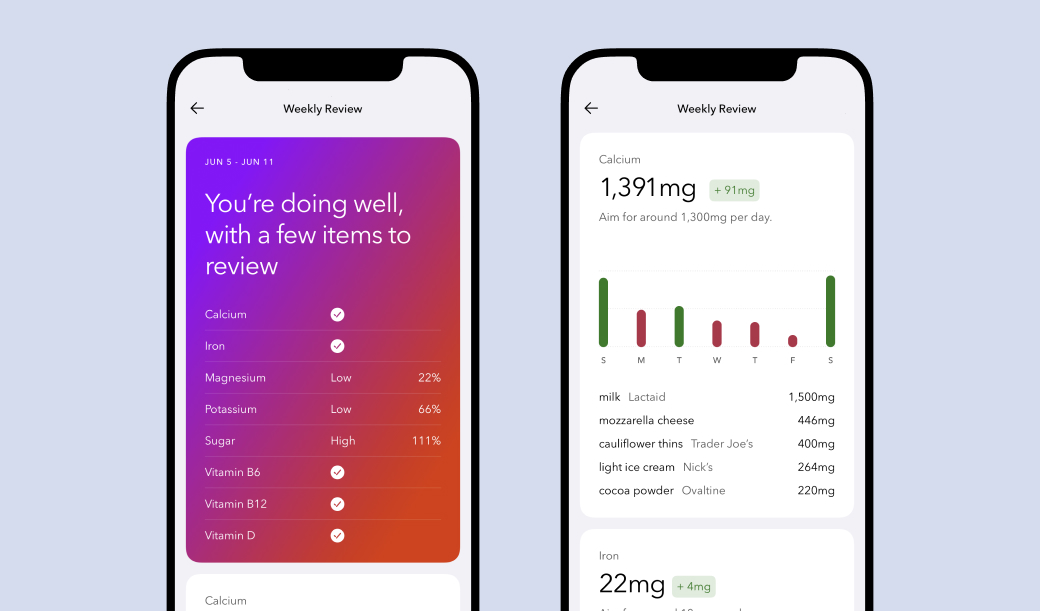 Weekly Review
JUN 5 - JUN 11
You're doing well,
with a few items to
review
Calcium
Iron
Magnesium Low 22%
Potassium Low 66%
Sugar High 111%
Vitamin B6
Vitamin B12
Vitamin D
Calcium
Weekly Review
Calcium
1,391mg + 91mg
Aim for around 1,300mg per day.
S M T W T F S
milk Lactaid 1,500mg
mozzarella cheese 446mg
cauliflower thins Trader Joe's 400mg
light ice cream Nick's 264mg
cocoa powder Ovaltine 220mg
Iron
22mg + 4mg